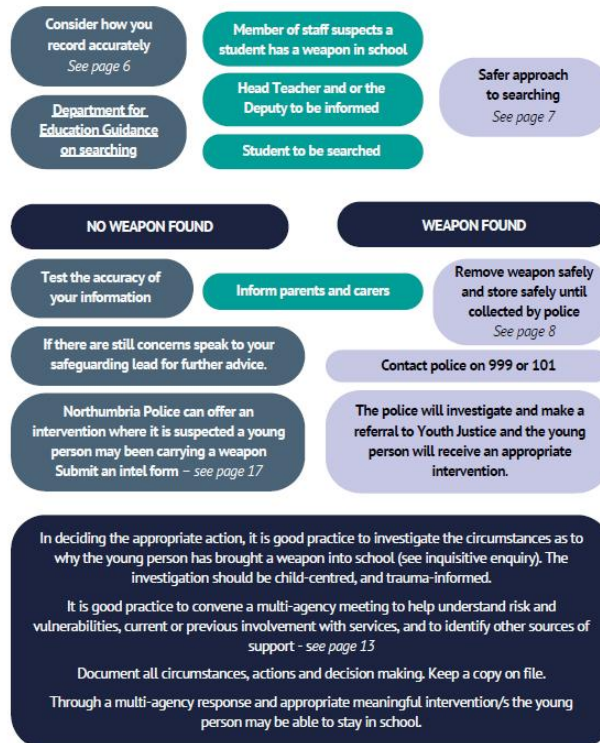 Consider how you
record accurately
See page 6
Department for
Education Guidance
on searching
Member of staff suspects a
student has a weapon in school
Head Teacher and or the
Deputy to be informed
Student to be searched
Safer approach
to searching
See page 7
NO WEAPON FOUND
WEAPON FOUND
Test the accuracy of
your information
Inform parents and carers
Remove weapon safely
and store safely until
collected by police
See page 8
If there are still concerns speak to your
safeguarding lead for further advice.
Contact police on 999 or 101
Northumbria Police can offer an
intervention where it is suspected a young
person may been carrying a weapon
Submit an intel form – see page 17
The police will investigate and make a
referral to Youth Justice and the young
person will receive an appropriate
intervention.
In deciding the appropriate action, it is good practice to investigate the circumstances as to
why the young person has brought a weapon into school (see inquisitive enquiry). The
investigation should be child-centred, and trauma-informed.
It is good practice to convene a multi-agency meeting to help understand risk and
vulnerabilities, current or previous involvement with services, and to identify other sources of
support - see page 13
Document all circumstances, actions and decision making. Keep a copy on file.
Through a multi-agency response and appropriate meaningful intervention/s the young
person may be able to stay in school.